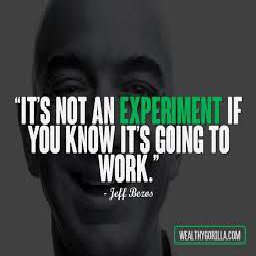 “IT’S NOT AN EXPERIMENT IF
YOU KNOW IT’S GOING TO
WORK.”
- Jeff Bezos
WEALTHYGORILLA.COM